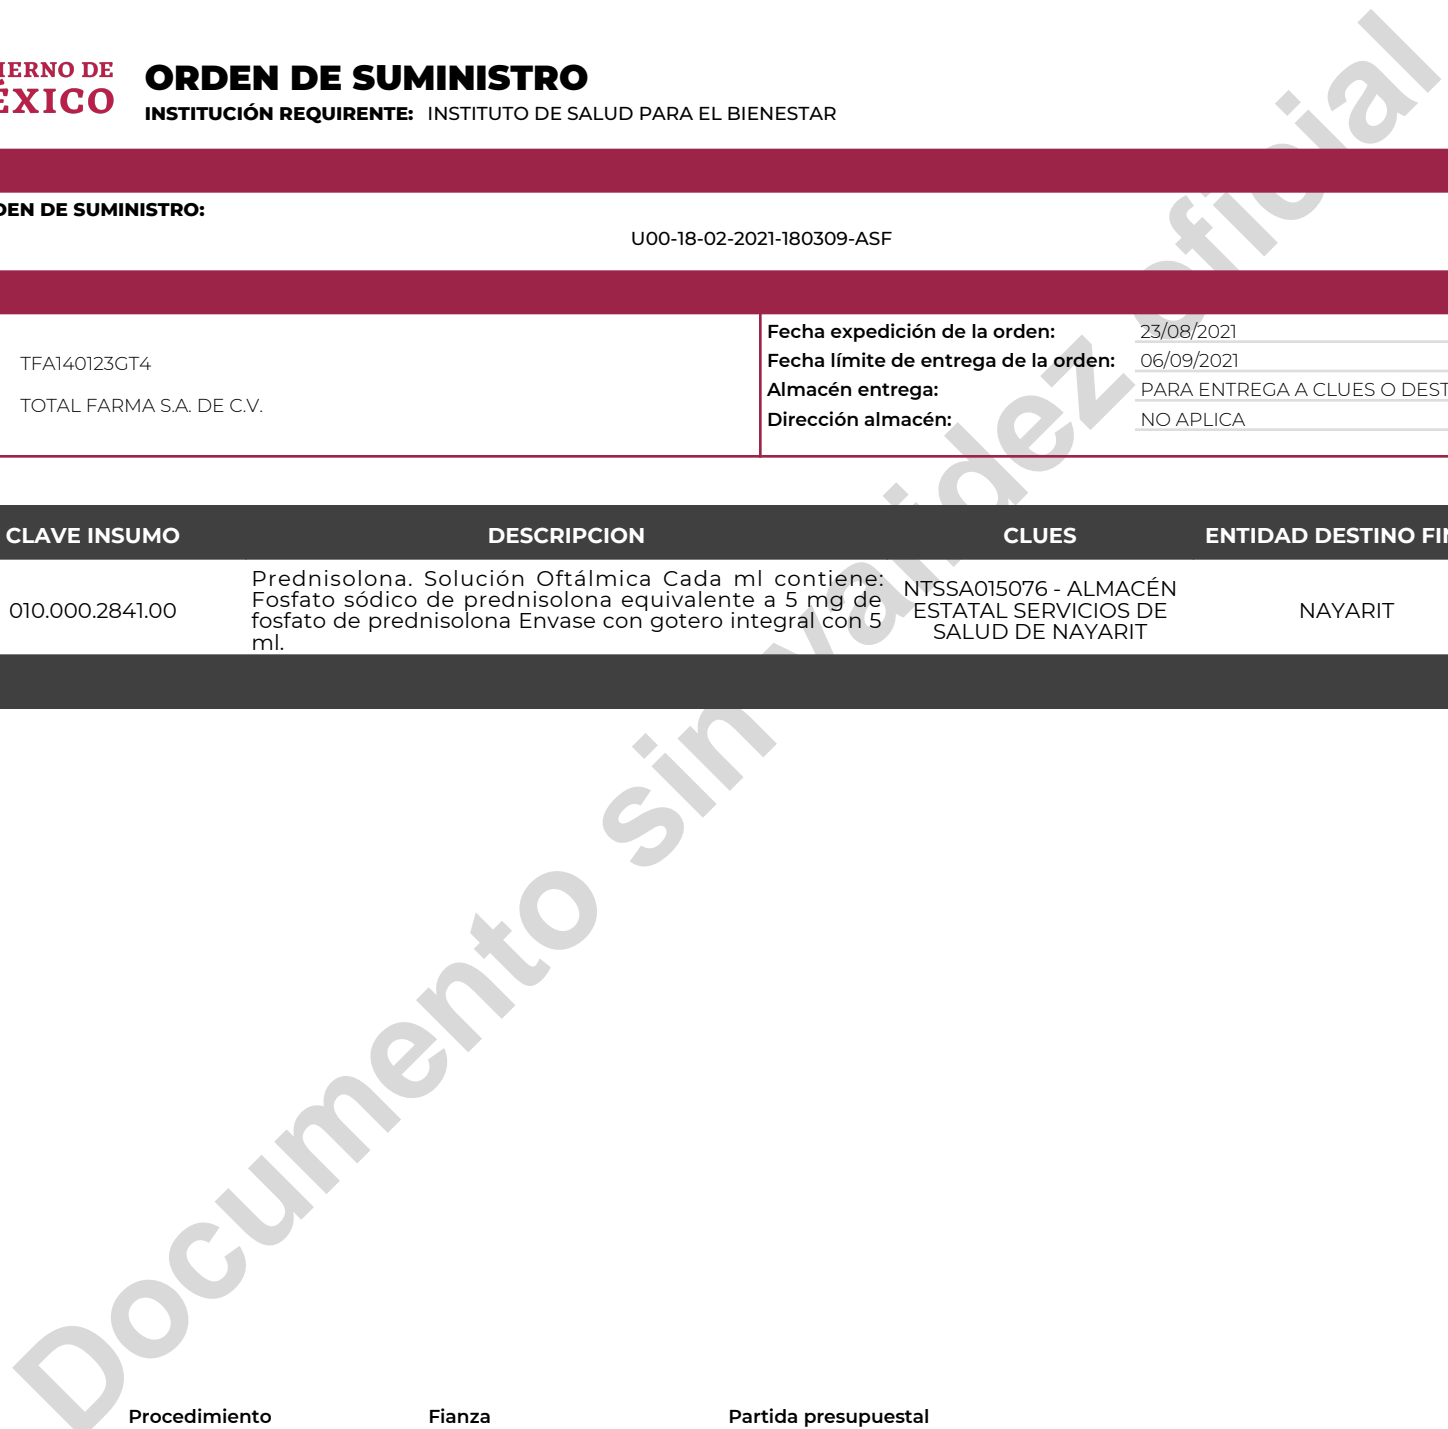 IERNO DE
ÉXICO
ORDEN DE SUMINISTRO
INSTITUCIÓN REQUIRENTE: INSTITUTO DE SALUD PARA EL BIENESTAR
DEN DE SUMINISTRO:
U00-18-02-2021-180309-ASF
TFA140123GT4
TOTAL FARMA S.A. DE C.V.
Fecha expedición de la orden: 23/08/2021
Fecha límite de entrega de la orden: 06/09/2021
Almacén entrega: PARA ENTREGA A CLUES O DEST
Dirección almacén: NO APLICA
CLAVE INSUMO DESCRIPCION CLUES ENTIDAD DESTINO FIN
010.000.2841.00
Prednisolona. Solución Oftálmica Cada ml contiene:
Fosfato sódico de prednisolona equivalente a 5 mg de
fosfato de prednisolona Envase con gotero integral con 5
ml.
NTSSA015076 - ALMACÉN
ESTATAL SERVICIOS DE
SALUD DE NAYARIT
NAYARIT
Documento sin validez oficial
Procedimiento Fianza Partida presupuestal